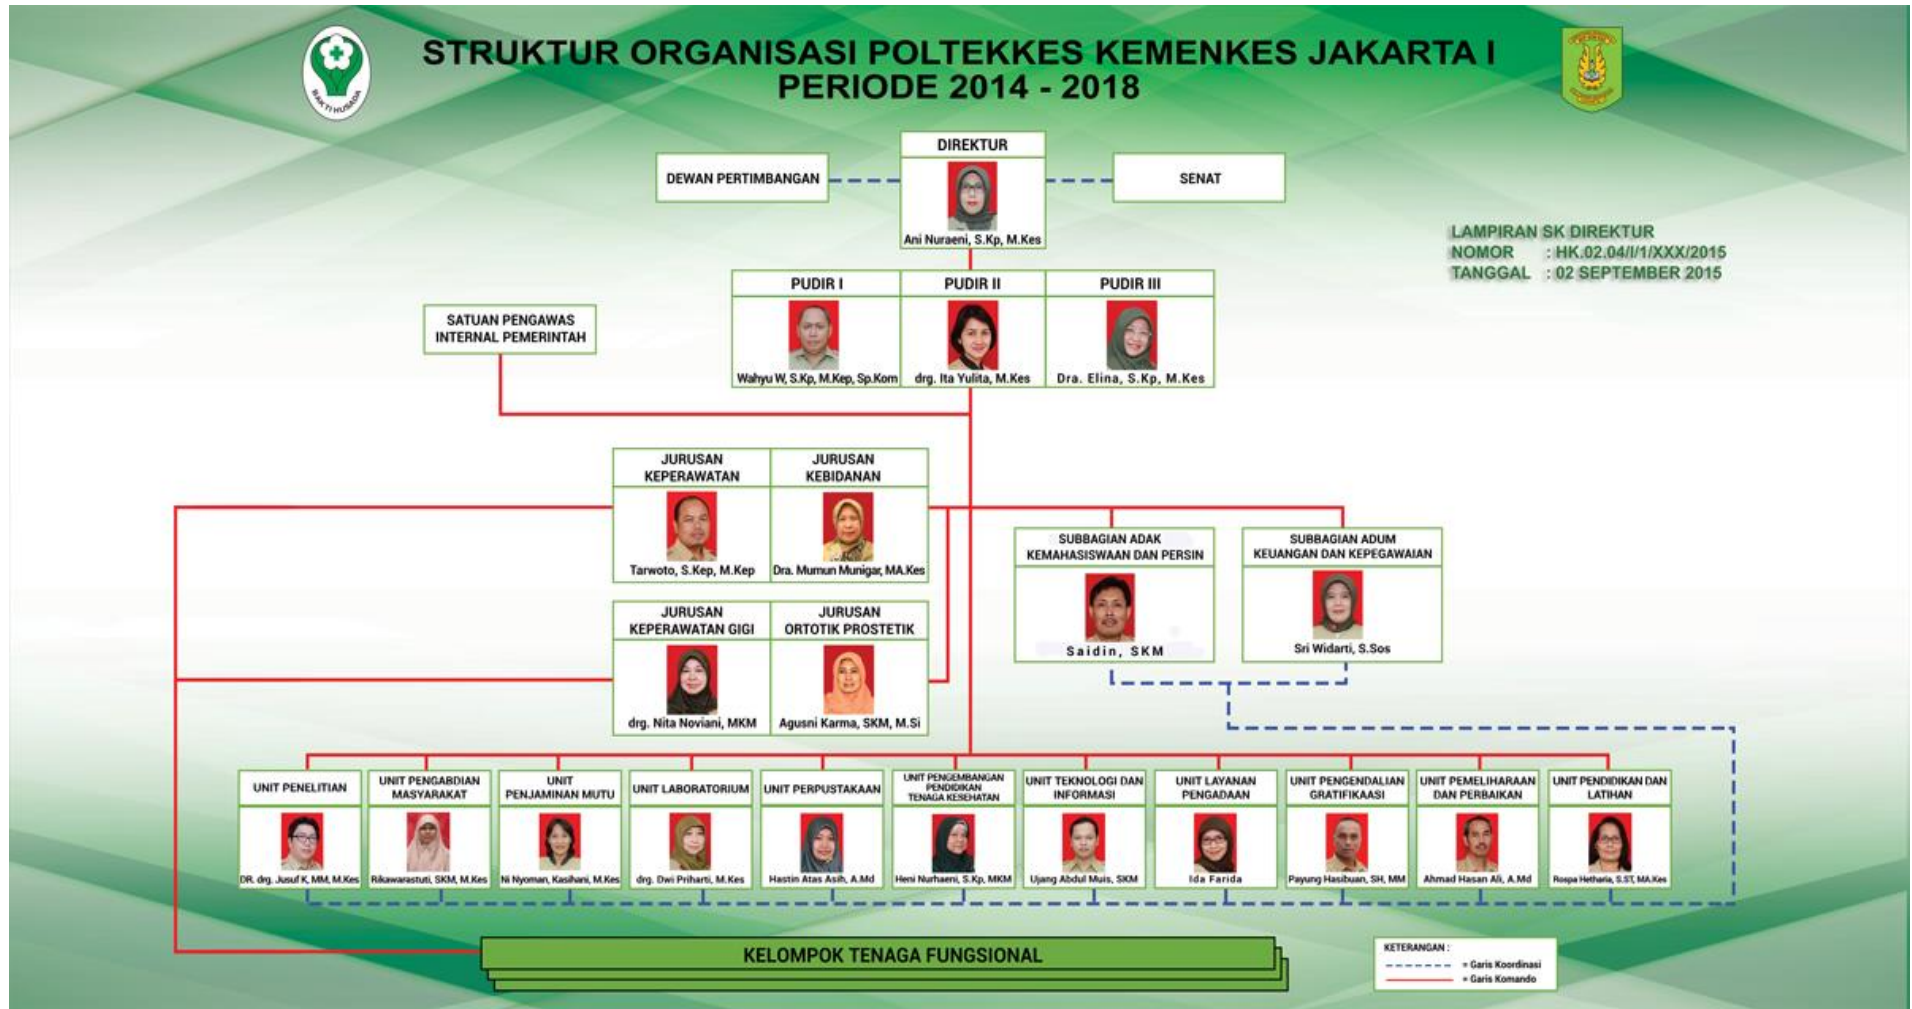 STRUKTUR ORGANISASI POLTEKKES KEMENKES JAKARTA I
PERIODE 2014 - 2018
BAKTI HUSADA
DIREKTUR
Ani Nuraeni, S.Kp, M.Kes
DEWAN PERTIMBANGAN
SENAT
LAMPIRAN SK DIREKTUR
NOMOR : HK.02.04/I/1/XXX/2015
TANGGAL : 02 SEPTEMBER 2015
PUDIR I
Wahyu W, S.Kp, M.Kep, Sp.Kom
PUDIR II
drg. Ita Yulita, M.Kes
PUDIR III
Dra. Elina, S.Kp, M.Kes
SATUAN PENGAWAS
INTERNAL PEMERINTAH
JURUSAN
KEPERAWATAN
Tarwoto, S.Kep, M.Kep
JURUSAN
KEBIDANAN
Dra. Mumun Munigar, MA.Kes
SUBBAGIAN ADAK
KEMAHASISWAAN DAN PERSIN
Saidin, SKM
SUBBAGIAN ADUM
KEUANGAN DAN KEPEGAWAIAN
Sri Widarti, S.Sos
JURUSAN
KEPERAWATAN GIGI
drg. Nita Noviani, MKM
JURUSAN
ORTOTIK PROSTETIK
Agusni Karma, SKM, M.Si
UNIT PENELITIAN
DR. drg. Jusuf K, MM, M.Kes
UNIT PENGABDIAN
MASYARAKAT
Rikawarastuti, SKM, M.Kes
UNIT
PENJAMINAN MUTU
Ni Nyoman, Kasihani, M.Kes
UNIT LABORATORIUM
drg. Dwi Priharti, M.Kes
UNIT PERPUSTAKAAN
Hastin Atas Asih, A.Md
UNIT PENGEMBANGAN
PENDIDIKAN
TENAGA KESEHATAN
Heni Nurhaeni, S.Kp, MKM
UNIT TEKNOLOGI DAN
INFORMASI
Ujang Abdul Muis, SKM
UNIT LAYANAN
PENGADAAN
Ida Farida
UNIT PENGENDALIAN
GRATIFIKAASI
Payung Hasibuan, SH, MM
UNIT PEMELIHARAAN
DAN PERBAIKAN
Ahmad Hasan Ali, A.Md
UNIT PENDIDIKAN DAN
LATIHAN
Rospa Hetharia, S.ST, MA.Kes
KELOMPOK TENAGA FUNGSIONAL
KETERANGAN :
= Garis Koordinasi
= Garis Komando